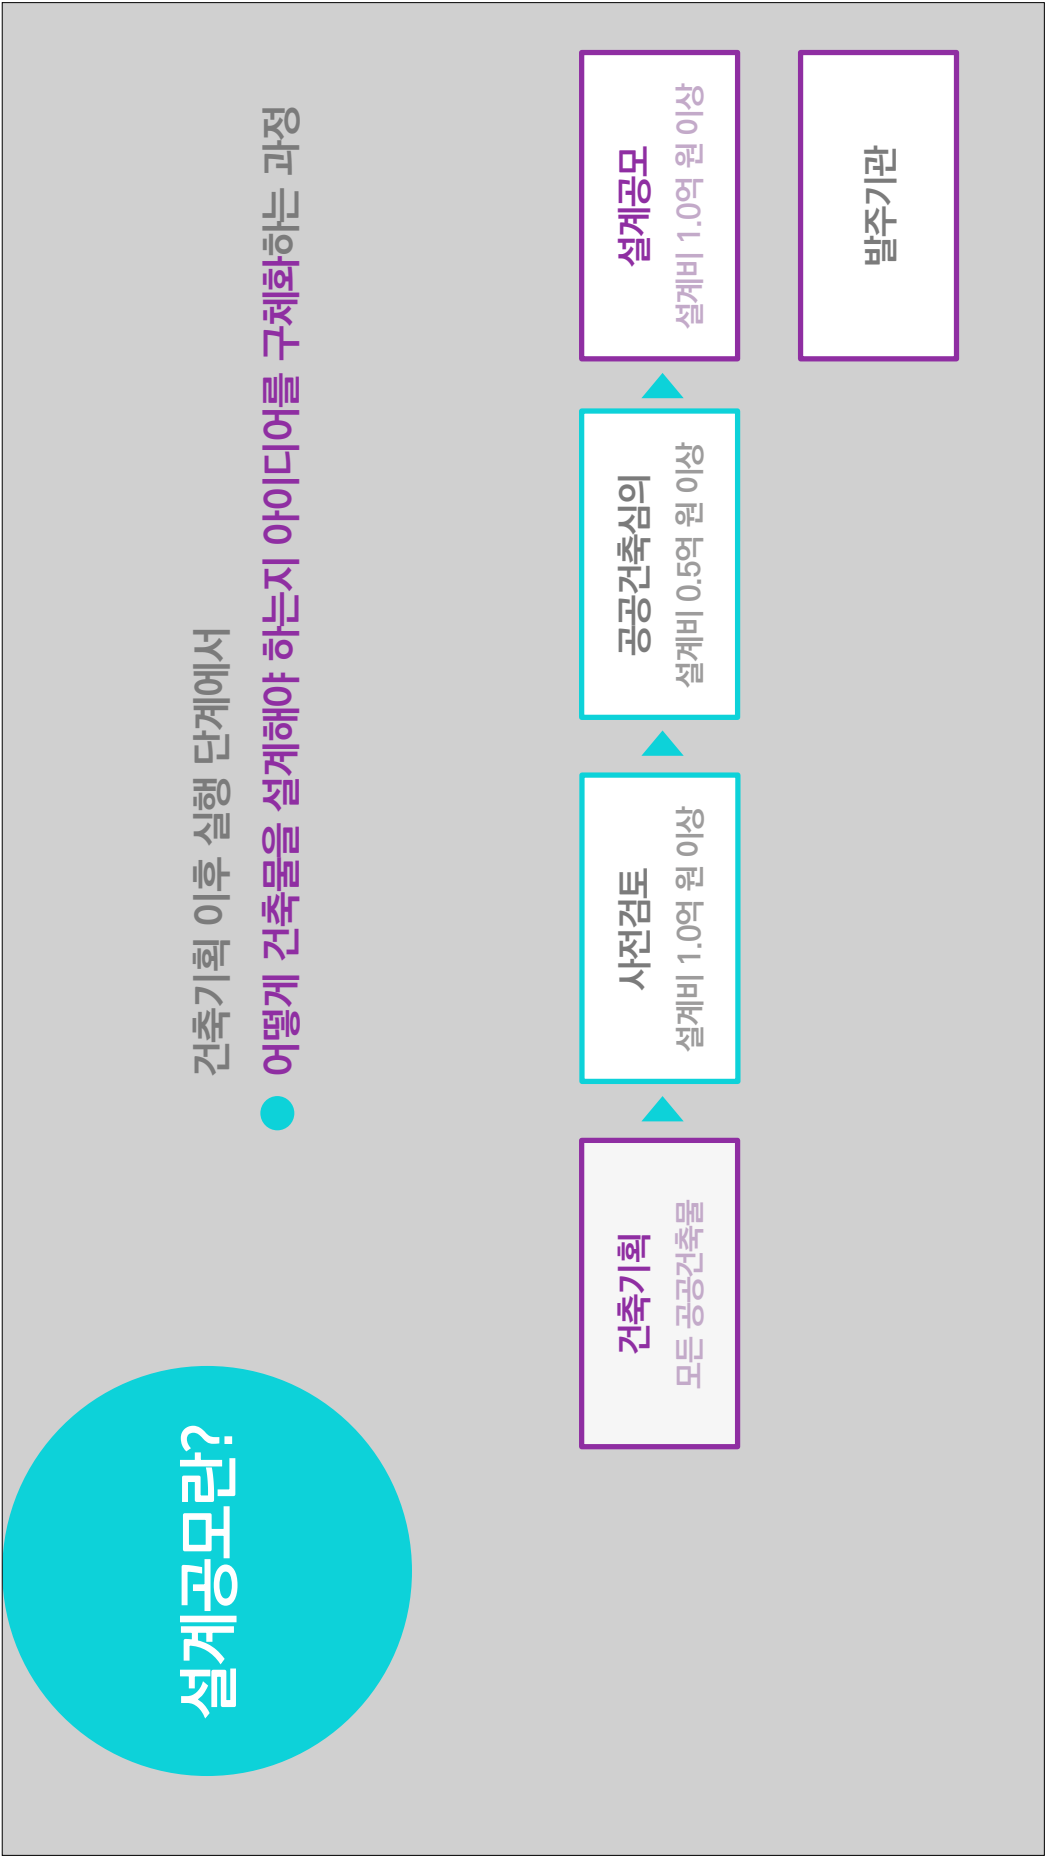 설계공모란?
건축기획 이후 실행 단계에서
어떻게 건축물을 설계해야 하는지 아이디어를 구체화하는 과정
건축기획
모든 공공건축물
사전검토
설계비 1.0억 원 이상
공공건축심의
설계비 0.5억 원 이상
설계공모
설계비 1.0억 원 이상
발주기관